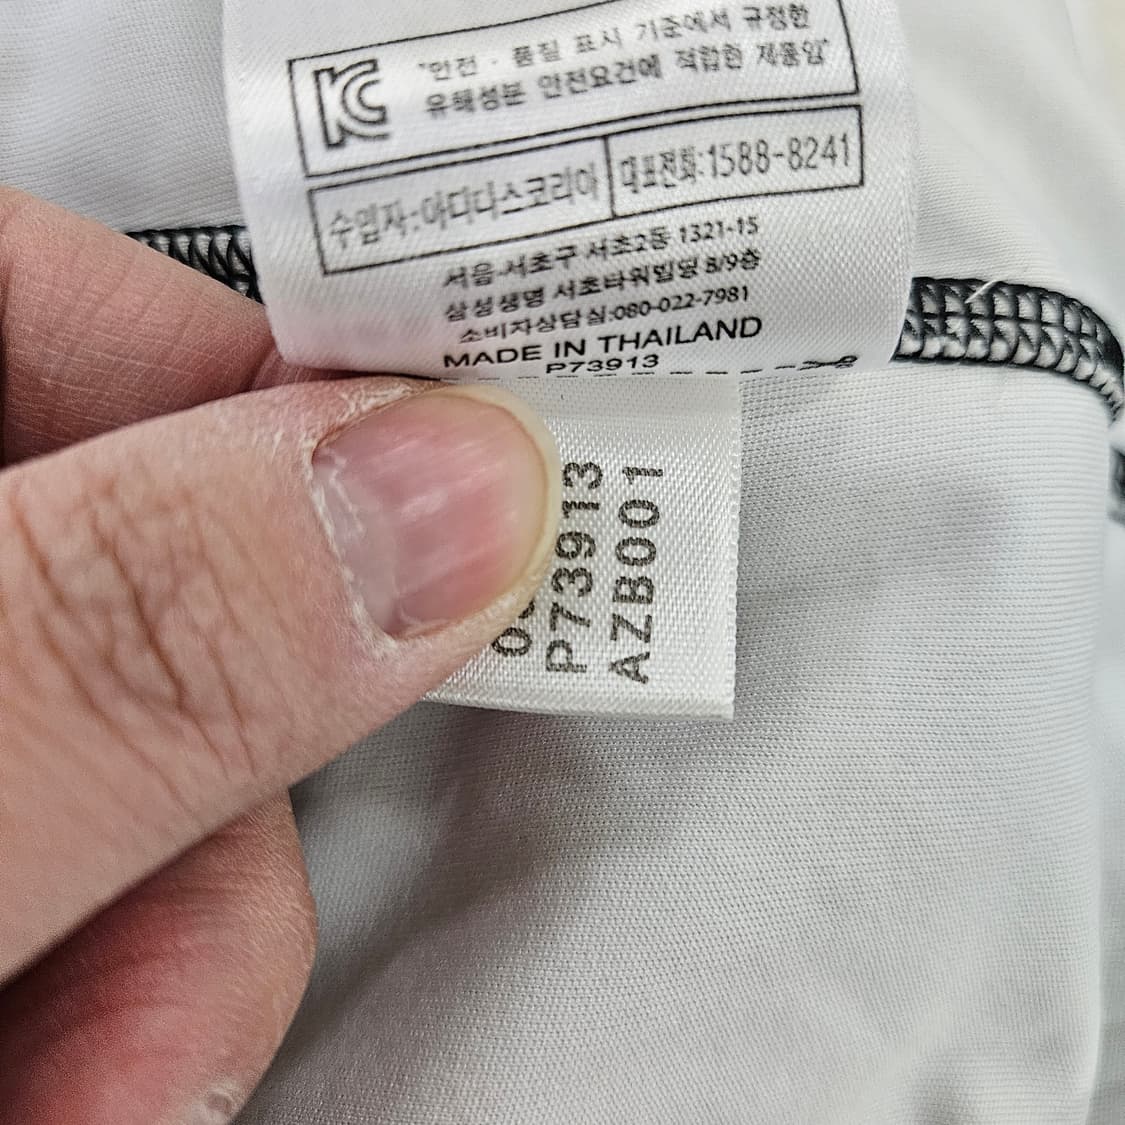 KC
"안전·품질 표시 기준에서 규정한
유해성분 안전요건에 적합한 제품임"
수입자:아디다스코리아 대표전화:1588-8241
서울 서초구 서초2동 1321-15
삼성생명 서초타워빌딩 8/9층
소비자상담실:080-022-7981
MADE IN THAILAND
P73913
P73913
AZB001